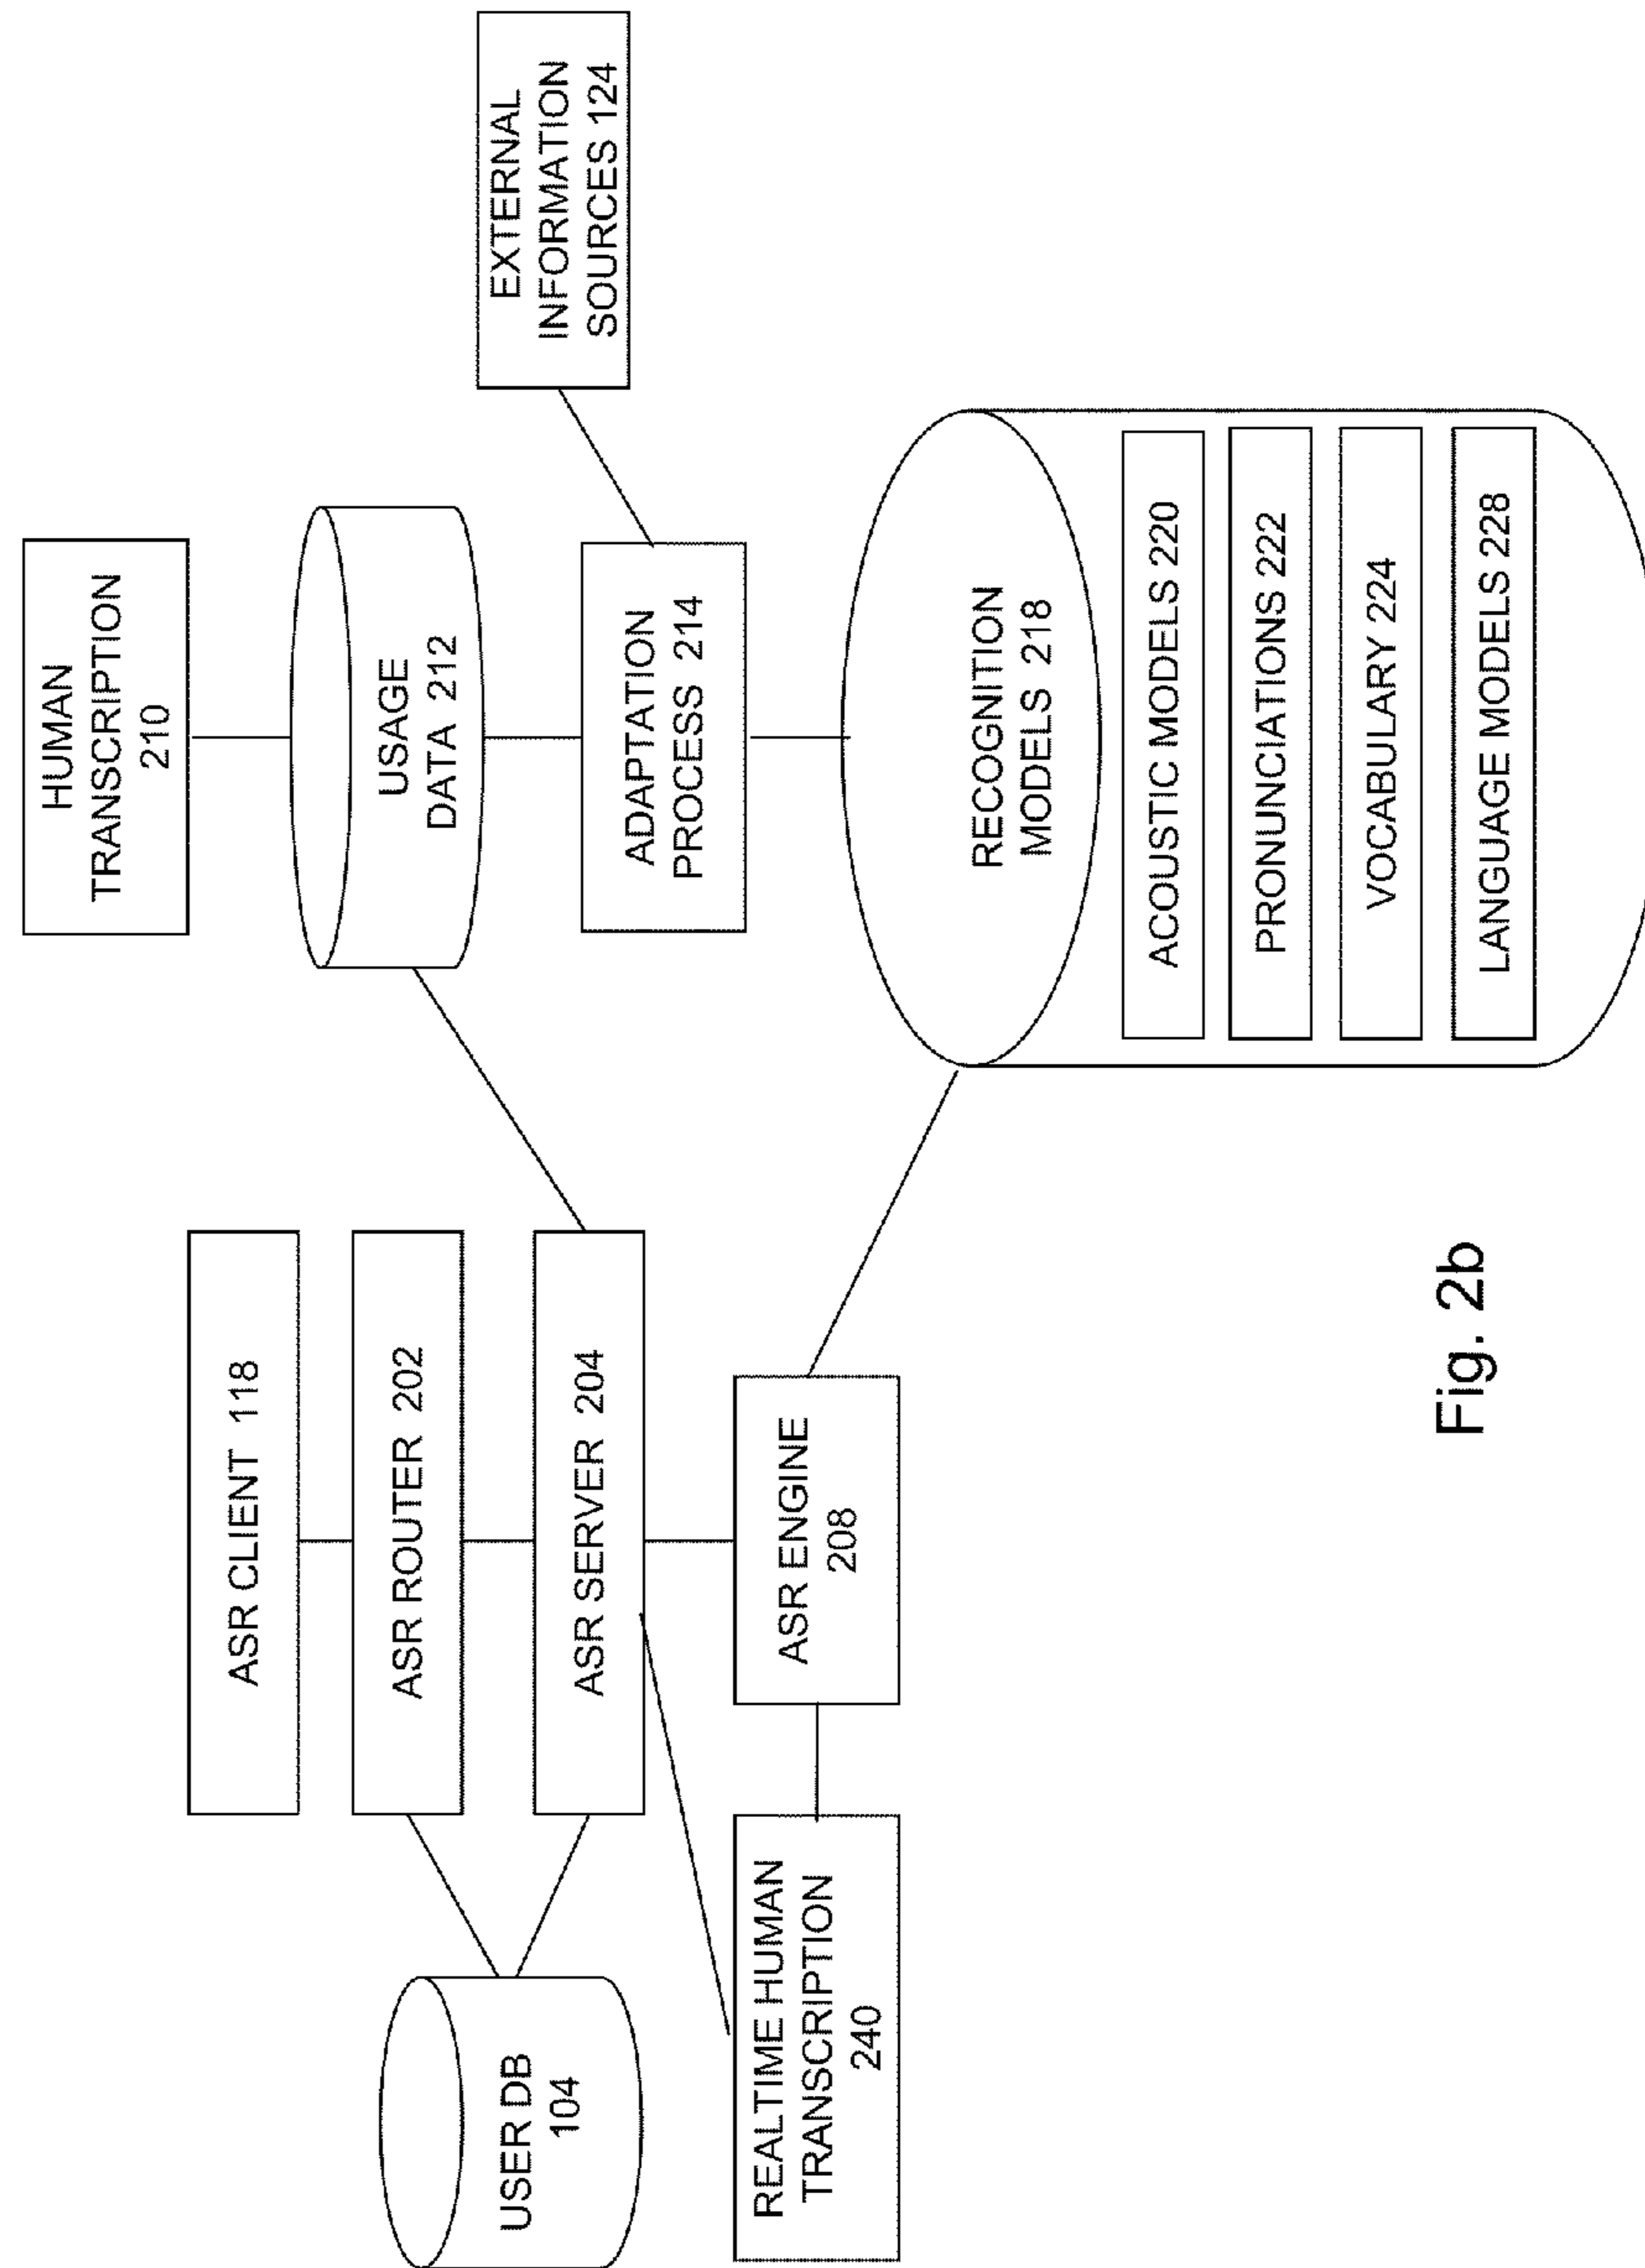 ASR CLIENT 118
ASR ROUTER 202
ASR SERVER 204
USER DB
104
ASR ENGINE
208
REALTIME HUMAN
TRANSCRIPTION
240
HUMAN
TRANSCRIPTION
210
USAGE
DATA 212
ADAPTATION
PROCESS 214
EXTERNAL
INFORMATION
SOURCES 124
RECOGNITION
MODELS 218
ACOUSTIC MODELS 220
PRONUNCIATIONS 222
VOCABULARY 224
LANGUAGE MODELS 228
Fig. 2b